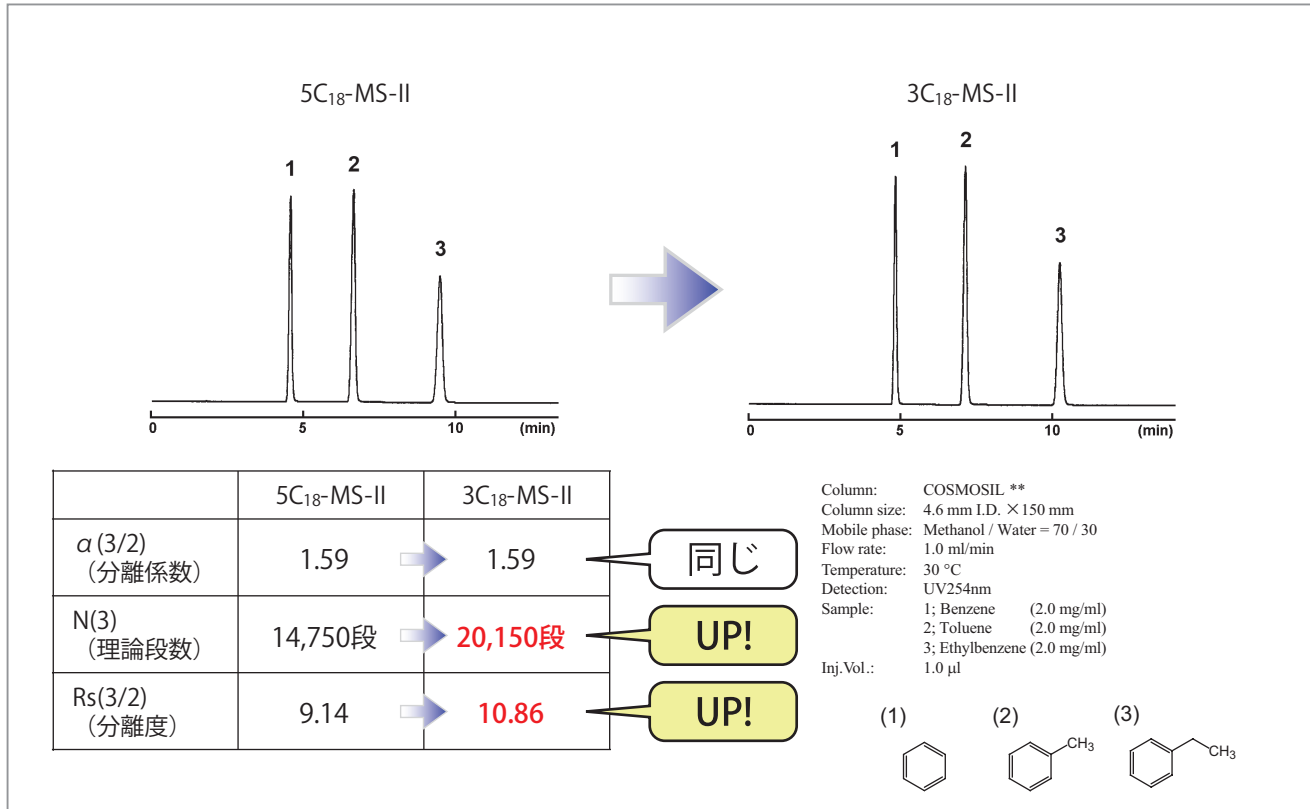 5C₁₈-MS-II
1
2
3
0 5 10 (min)
3C₁₈-MS-II
1
2
3
0 5 10 (min)
5C₁₈-MS-II 3C₁₈-MS-II
α(3/2)
（分離係数）
1.59 1.59
同じ
N(3)
（理論段数）
14,750段 20,150段
UP!
Rs(3/2)
（分離度）
9.14 10.86
UP!
Column: COSMOSIL **
Column size: 4.6 mm I.D. ×150 mm
Mobile phase: Methanol / Water = 70 / 30
Flow rate: 1.0 ml/min
Temperature: 30 °C
Detection: UV254nm
Sample: 1; Benzene (2.0 mg/ml)
2; Toluene (2.0 mg/ml)
3; Ethylbenzene (2.0 mg/ml)
Inj.Vol.: 1.0 μl
(1) (2) (3)
CH₃
CH₃